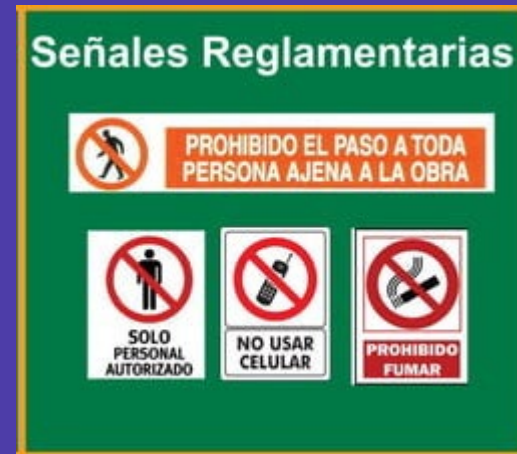 Señales Reglamentarias
PROHIBIDO EL PASO A TODA
PERSONA AJENA A LA OBRA
SOLO
PERSONAL
AUTORIZADO
NO USAR
CELULAR
PROHIBIDO
FUMAR